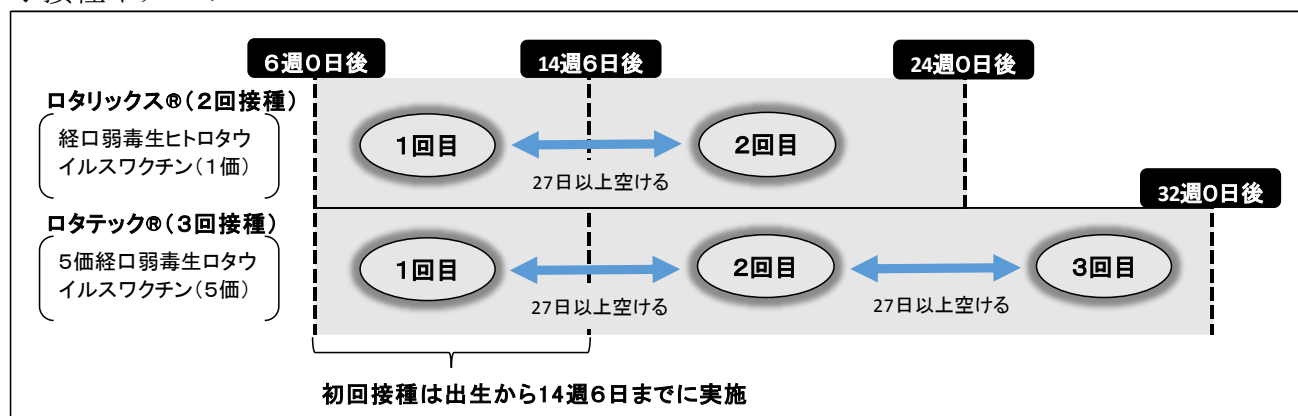 6週0日後
14週6日後
24週0日後
ロタリックス®(2回接種)
経口弱毒生ヒトロタウ
イルスワクチン(1価)
1回目
2回目
27日以上空ける
32週0日後
ロタテック®(3回接種)
5価経口弱毒生ロタウ
イルスワクチン(5価)
1回目
2回目
3回目
27日以上空ける
27日以上空ける
初回接種は出生から14週6日までに実施